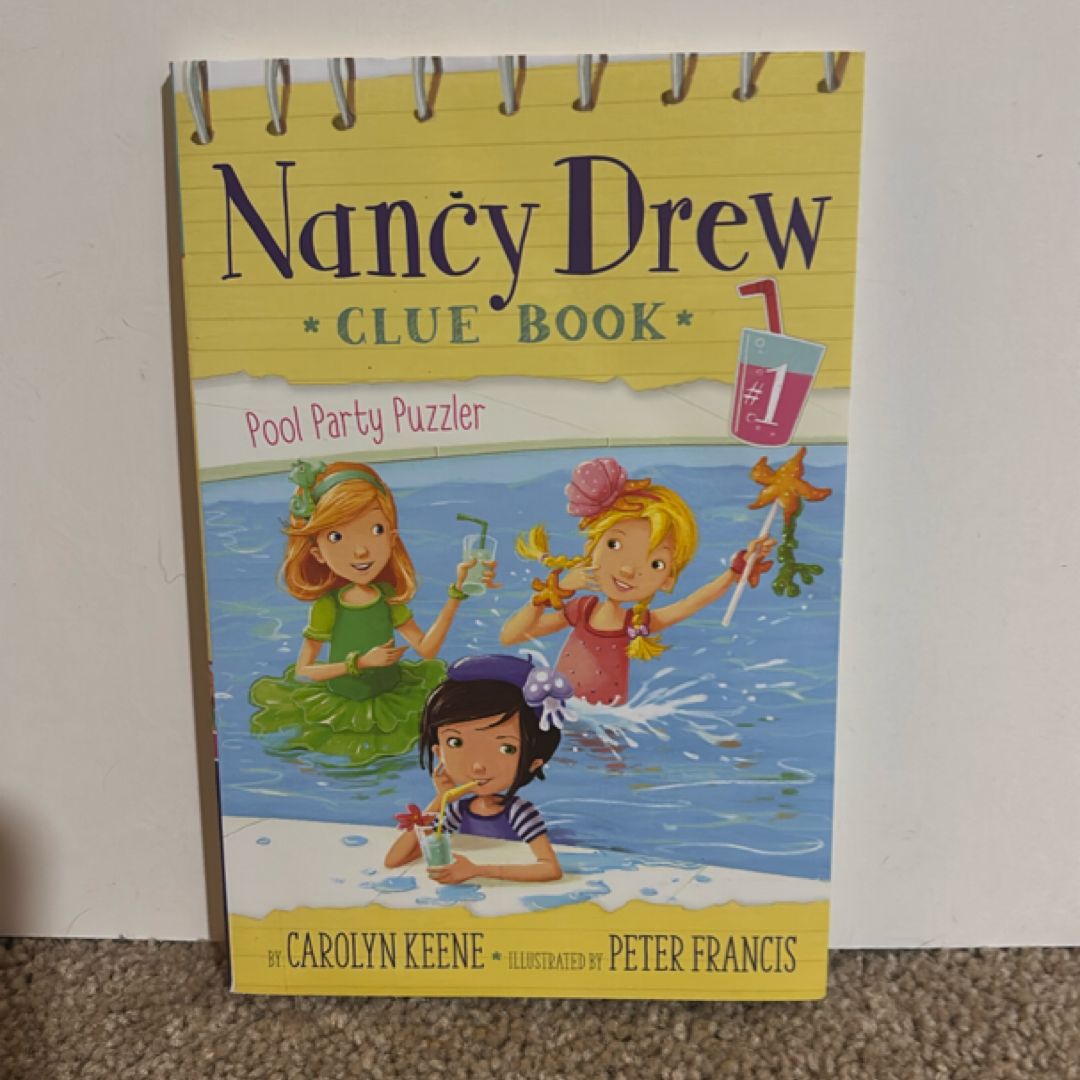 Nancy Drew
* CLUE BOOK *
#1
Pool Party Puzzler
BY CAROLYN KEENE * ILLUSTRATED BY PETER FRANCIS